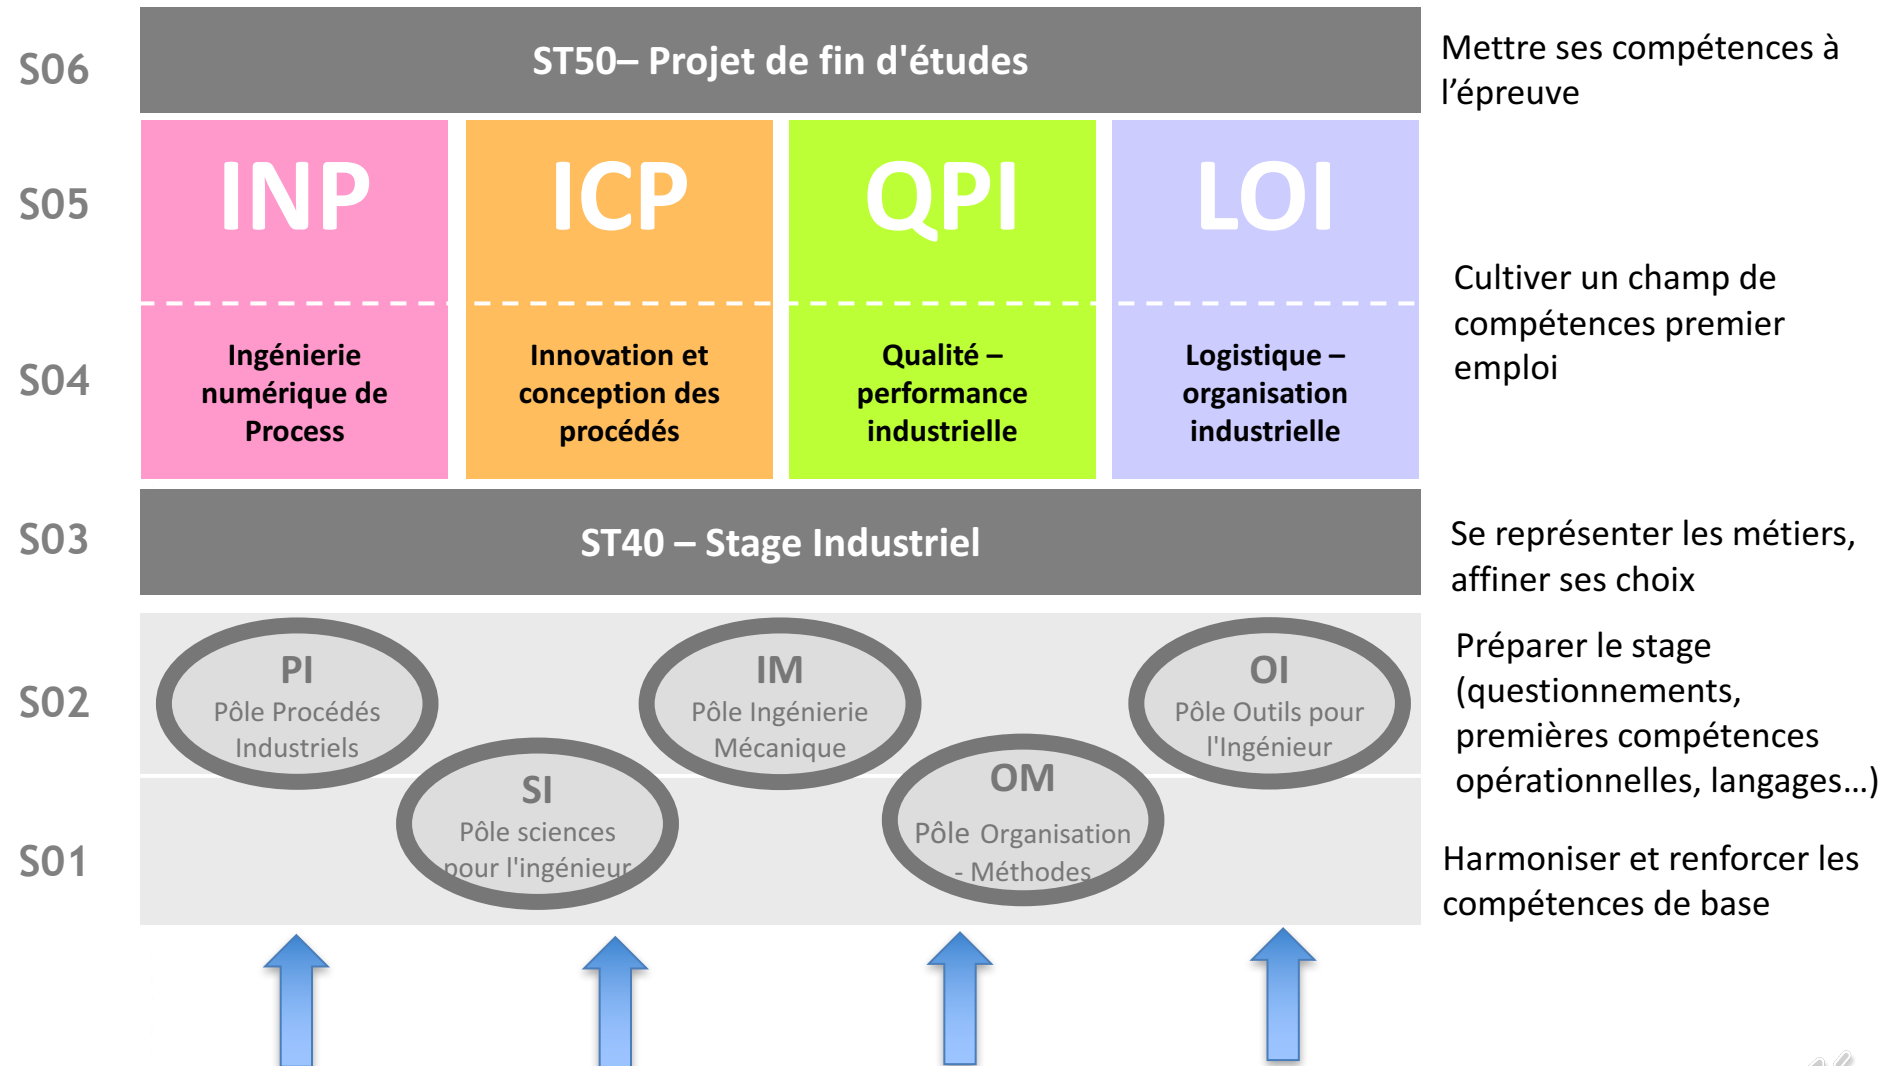 S06
ST50– Projet de fin d'études
Mettre ses compétences à
l'épreuve
S05
INP
ICP
QPI
LOI
Cultiver un champ de
compétences premier
emploi
S04
Ingénierie
numérique de
Process
Innovation et
conception des
procédés
Qualité –
performance
industrielle
Logistique –
organisation
industrielle
S03
ST40 – Stage Industriel
Se représenter les métiers,
affiner ses choix
S02
PI
Pôle Procédés
Industriels
IM
Pôle Ingénierie
Mécanique
OI
Pôle Outils pour
l'Ingénieur
Préparer le stage
(questionnements,
premières compétences
opérationnelles, langages…)
S01
SI
Pôle sciences
pour l'ingénieur
OM
Pôle Organisation
- Méthodes
Harmoniser et renforcer les
compétences de base